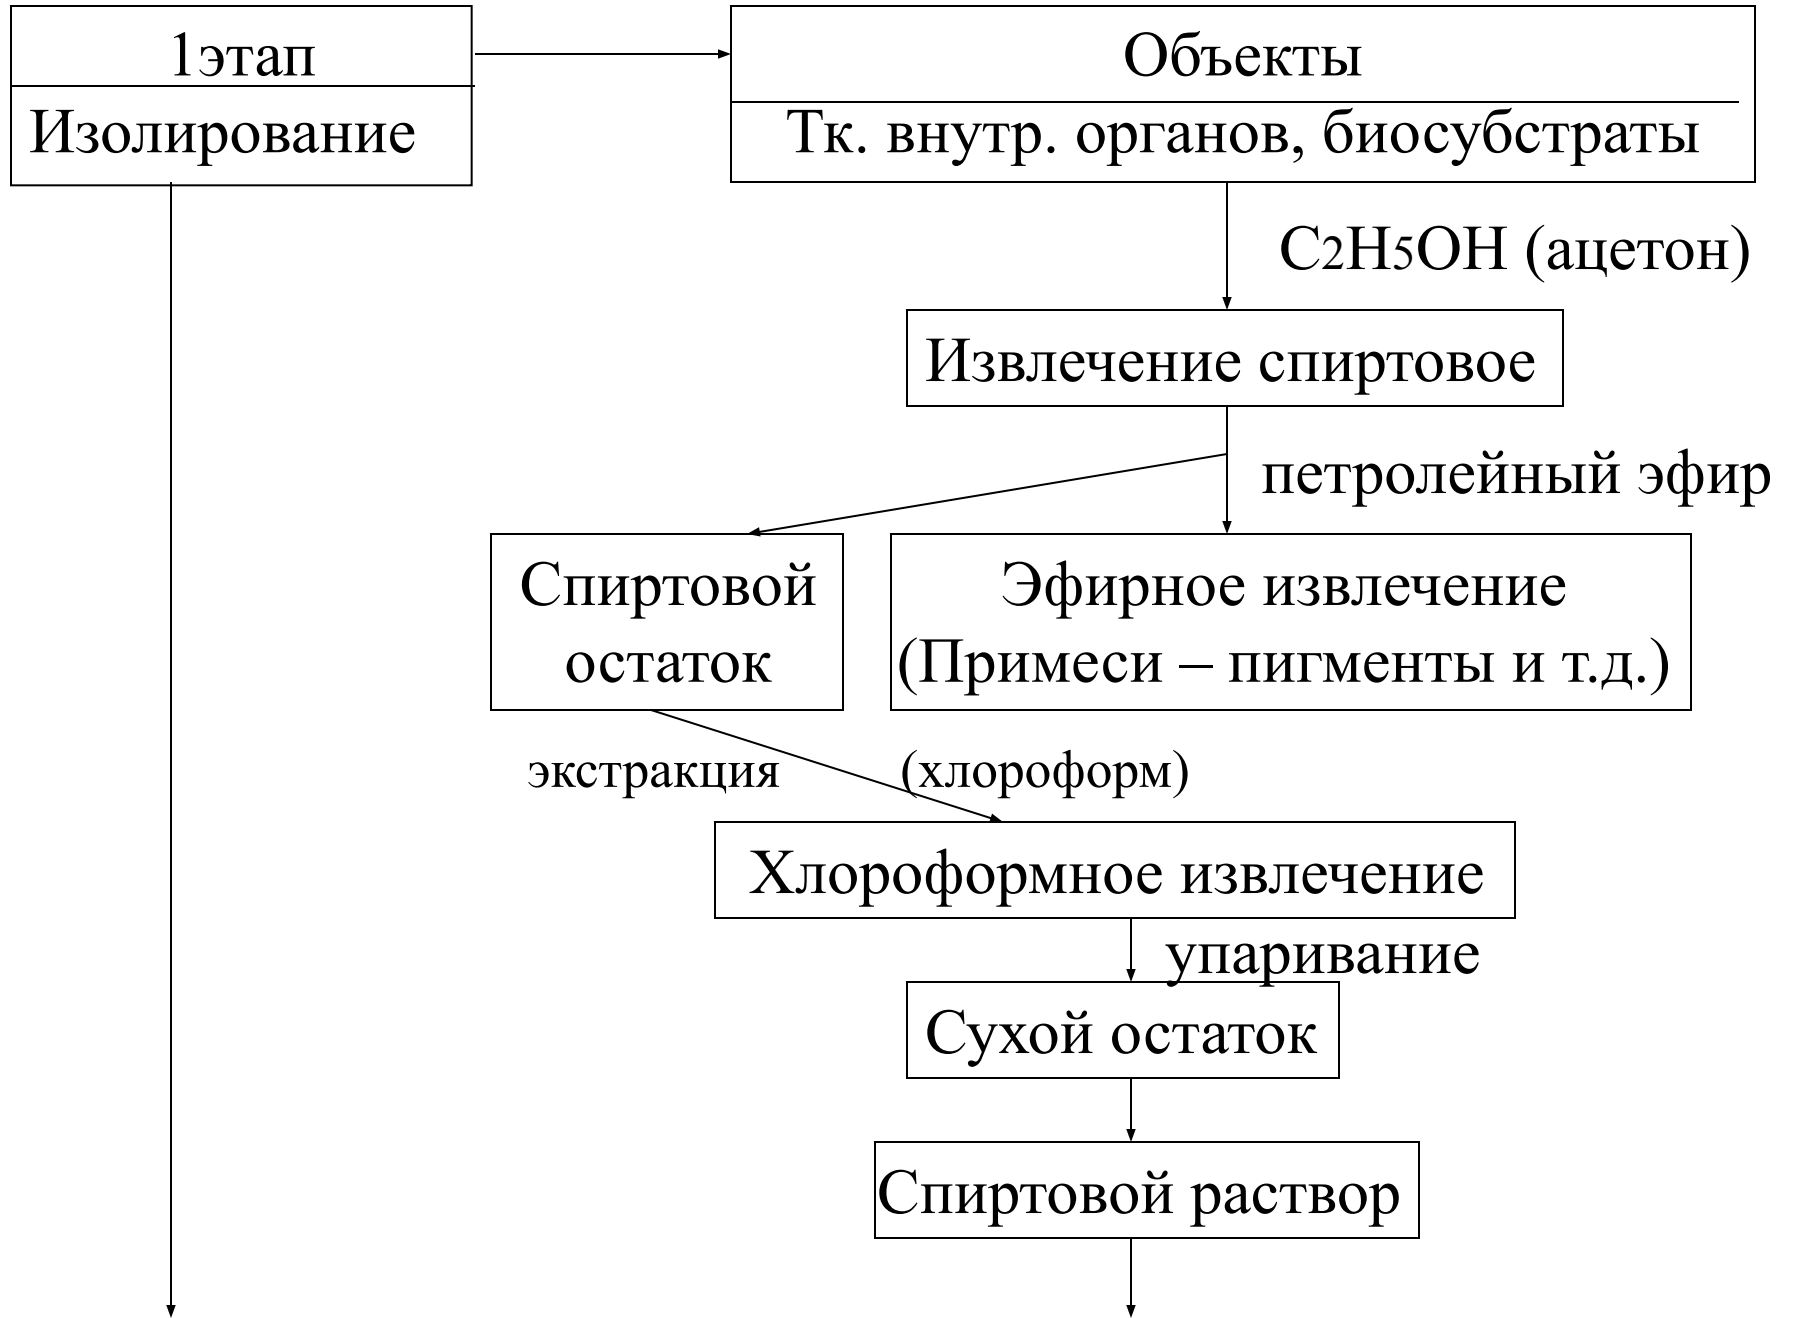 1этап
Изолирование
Объекты
Тк. внутр. органов, биосубстраты
С2Н5ОН (ацетон)
Извлечение спиртовое
петролейный эфир
Спиртовой
остаток
Эфирное извлечение
(Примеси – пигменты и т.д.)
экстракция (хлороформ)
Хлороформное извлечение
упаривание
Сухой остаток
Спиртовой раствор